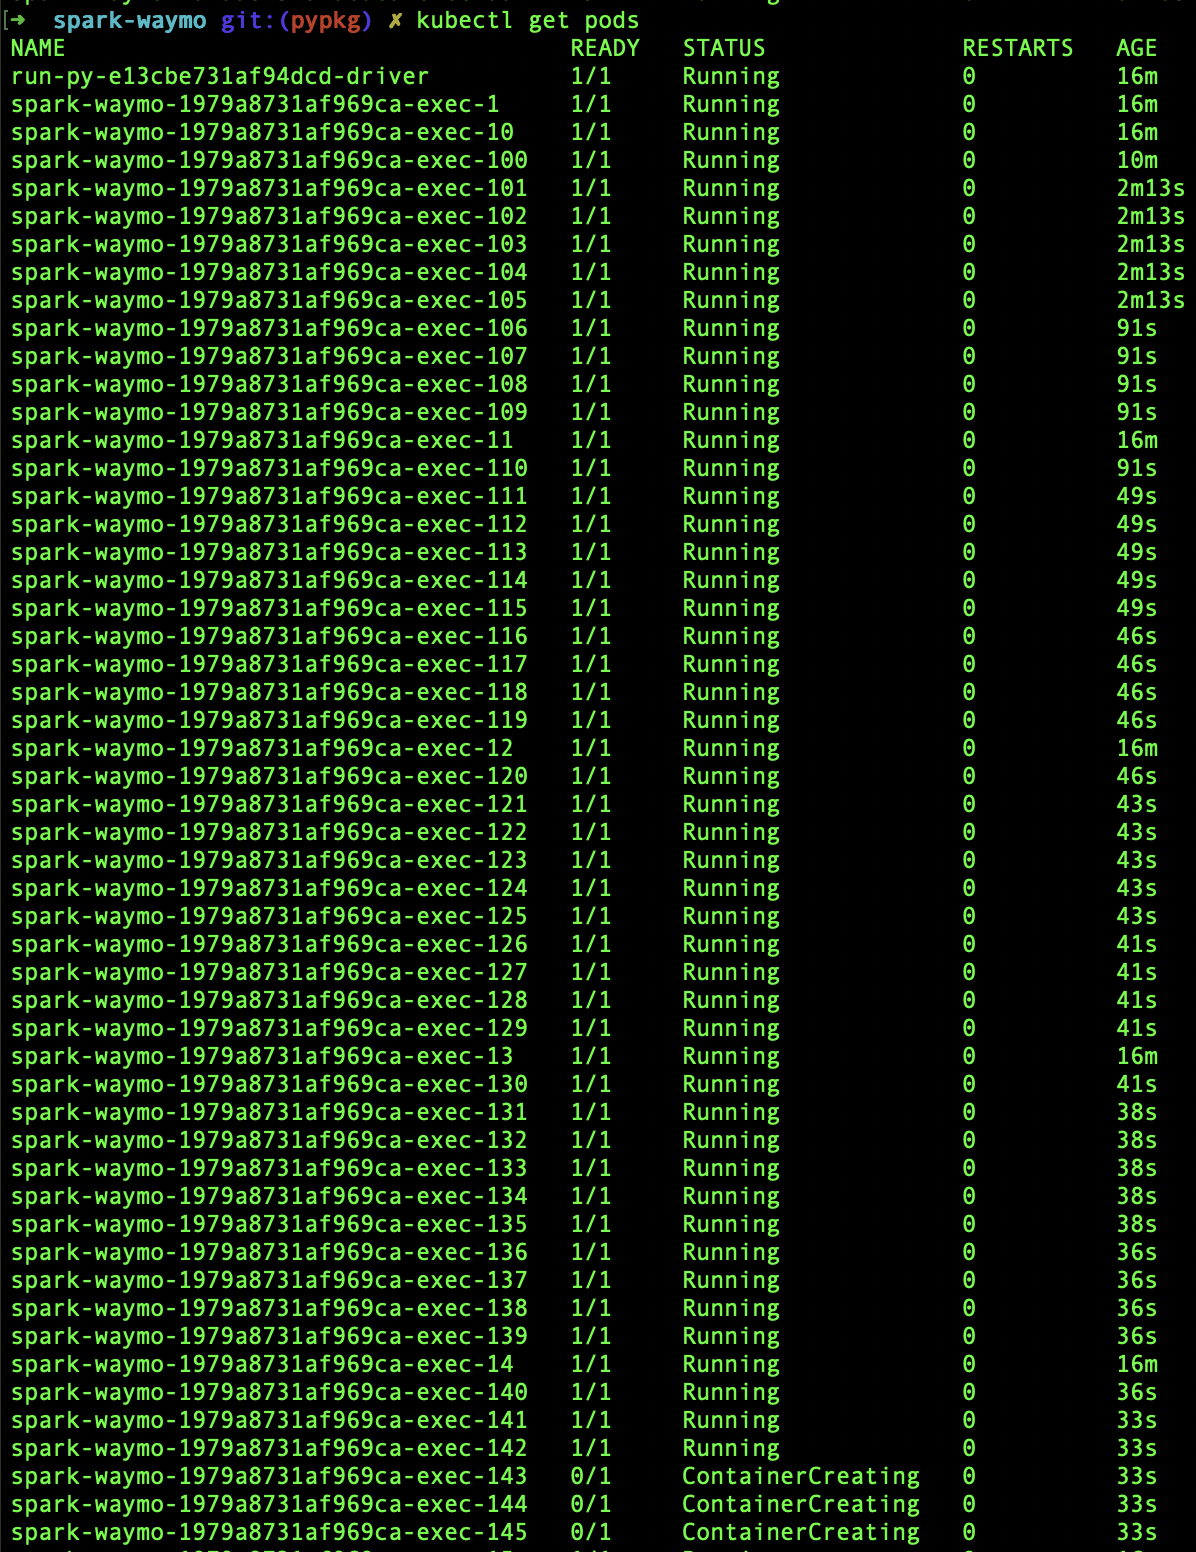 [➜ spark-waymo git:(pypkg) ✗ kubectl get pods
NAME READY STATUS RESTARTS AGE
run-py-e13cbe731af94dcd-driver 1/1 Running 0 16m
spark-waymo-1979a8731af969ca-exec-1 1/1 Running 0 16m
spark-waymo-1979a8731af969ca-exec-10 1/1 Running 0 16m
spark-waymo-1979a8731af969ca-exec-100 1/1 Running 0 10m
spark-waymo-1979a8731af969ca-exec-101 1/1 Running 0 2m13s
spark-waymo-1979a8731af969ca-exec-102 1/1 Running 0 2m13s
spark-waymo-1979a8731af969ca-exec-103 1/1 Running 0 2m13s
spark-waymo-1979a8731af969ca-exec-104 1/1 Running 0 2m13s
spark-waymo-1979a8731af969ca-exec-105 1/1 Running 0 2m13s
spark-waymo-1979a8731af969ca-exec-106 1/1 Running 0 91s
spark-waymo-1979a8731af969ca-exec-107 1/1 Running 0 91s
spark-waymo-1979a8731af969ca-exec-108 1/1 Running 0 91s
spark-waymo-1979a8731af969ca-exec-109 1/1 Running 0 91s
spark-waymo-1979a8731af969ca-exec-11 1/1 Running 0 16m
spark-waymo-1979a8731af969ca-exec-110 1/1 Running 0 91s
spark-waymo-1979a8731af969ca-exec-111 1/1 Running 0 49s
spark-waymo-1979a8731af969ca-exec-112 1/1 Running 0 49s
spark-waymo-1979a8731af969ca-exec-113 1/1 Running 0 49s
spark-waymo-1979a8731af969ca-exec-114 1/1 Running 0 49s
spark-waymo-1979a8731af969ca-exec-115 1/1 Running 0 49s
spark-waymo-1979a8731af969ca-exec-116 1/1 Running 0 46s
spark-waymo-1979a8731af969ca-exec-117 1/1 Running 0 46s
spark-waymo-1979a8731af969ca-exec-118 1/1 Running 0 46s
spark-waymo-1979a8731af969ca-exec-119 1/1 Running 0 46s
spark-waymo-1979a8731af969ca-exec-12 1/1 Running 0 16m
spark-waymo-1979a8731af969ca-exec-120 1/1 Running 0 46s
spark-waymo-1979a8731af969ca-exec-121 1/1 Running 0 43s
spark-waymo-1979a8731af969ca-exec-122 1/1 Running 0 43s
spark-waymo-1979a8731af969ca-exec-123 1/1 Running 0 43s
spark-waymo-1979a8731af969ca-exec-124 1/1 Running 0 43s
spark-waymo-1979a8731af969ca-exec-125 1/1 Running 0 43s
spark-waymo-1979a8731af969ca-exec-126 1/1 Running 0 41s
spark-waymo-1979a8731af969ca-exec-127 1/1 Running 0 41s
spark-waymo-1979a8731af969ca-exec-128 1/1 Running 0 41s
spark-waymo-1979a8731af969ca-exec-129 1/1 Running 0 41s
spark-waymo-1979a8731af969ca-exec-13 1/1 Running 0 16m
spark-waymo-1979a8731af969ca-exec-130 1/1 Running 0 41s
spark-waymo-1979a8731af969ca-exec-131 1/1 Running 0 38s
spark-waymo-1979a8731af969ca-exec-132 1/1 Running 0 38s
spark-waymo-1979a8731af969ca-exec-133 1/1 Running 0 38s
spark-waymo-1979a8731af969ca-exec-134 1/1 Running 0 38s
spark-waymo-1979a8731af969ca-exec-135 1/1 Running 0 38s
spark-waymo-1979a8731af969ca-exec-136 1/1 Running 0 36s
spark-waymo-1979a8731af969ca-exec-137 1/1 Running 0 36s
spark-waymo-1979a8731af969ca-exec-138 1/1 Running 0 36s
spark-waymo-1979a8731af969ca-exec-139 1/1 Running 0 36s
spark-waymo-1979a8731af969ca-exec-14 1/1 Running 0 16m
spark-waymo-1979a8731af969ca-exec-140 1/1 Running 0 36s
spark-waymo-1979a8731af969ca-exec-141 1/1 Running 0 33s
spark-waymo-1979a8731af969ca-exec-142 1/1 Running 0 33s
spark-waymo-1979a8731af969ca-exec-143 0/1 ContainerCreating 0 33s
spark-waymo-1979a8731af969ca-exec-144 0/1 ContainerCreating 0 33s
spark-waymo-1979a8731af969ca-exec-145 0/1 ContainerCreating 0 33s